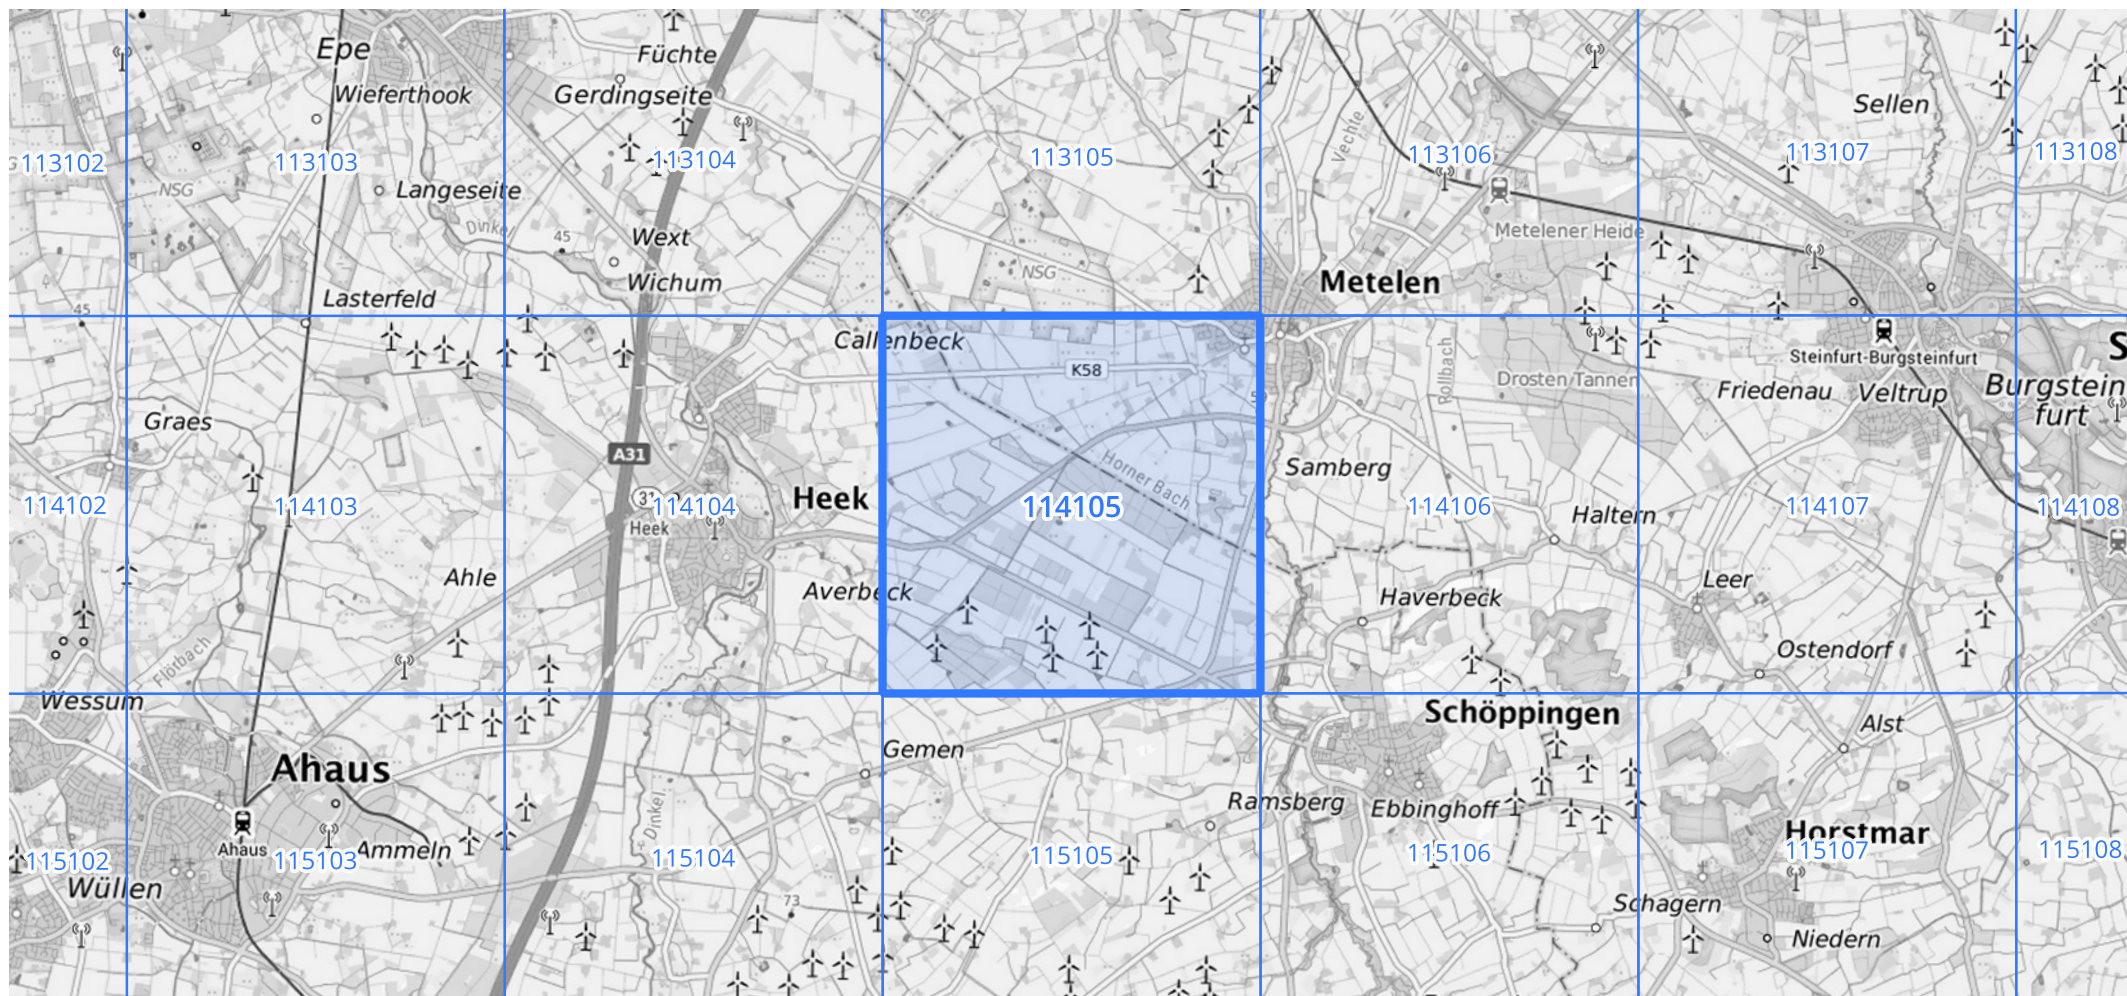 Epe
Füchte
Wieferthook
Gerdingseite
Sellen
Vechte
113102
113103
113104
113105
113106
113107
113108
NSG
Langeseite
Dinkel
45
Wext
Metelener Heide
NSG
Wichum
Metelen
Lasterfeld
45
Callenbeck
K58
Steinfurt-Burgsteinfurt
Rollbach
Drosten Tannen
Friedenau
Veltrup
Burgstein
furt
Graes
A31
Horner Bach
Samberg
31
Heek
Heek
114102
114103
114104
114105
114106
114107
114108
Haltern
Ahle
Averbeck
Haverbeck
Leer
Flörbach
Ostendorf
Wessum
Schöppingen
Alst
Gemen
Ahaus
Dinkel
Ramsberg
Ebbinghoff
Horstmar
Ahaus
Ammeln
115102
115103
115104
115105
115106
115107
115108
Wüllen
73
Schagern
Niedern